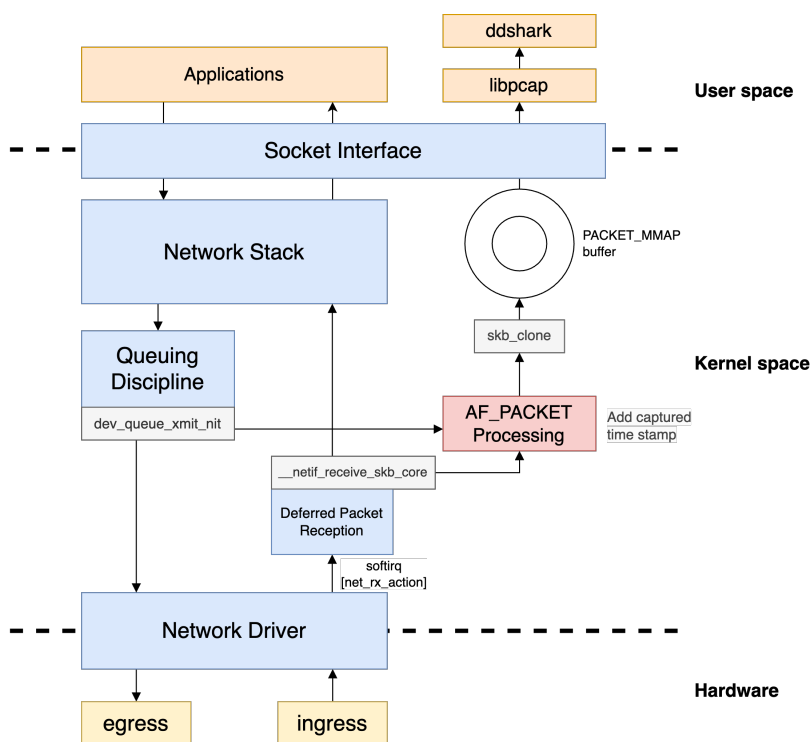 ddshark
Applications
libpcap
User space
Socket Interface
Network Stack
PACKET_MMAP
buffer
skb_clone
Queuing
Discipline
Kernel space
dev_queue_xmit_nit
AF_PACKET
Processing
Add captured
time stamp
__netif_receive_skb_core
Deferred Packet
Reception
softirq
[net_rx_action]
Network Driver
Hardware
egress
ingress